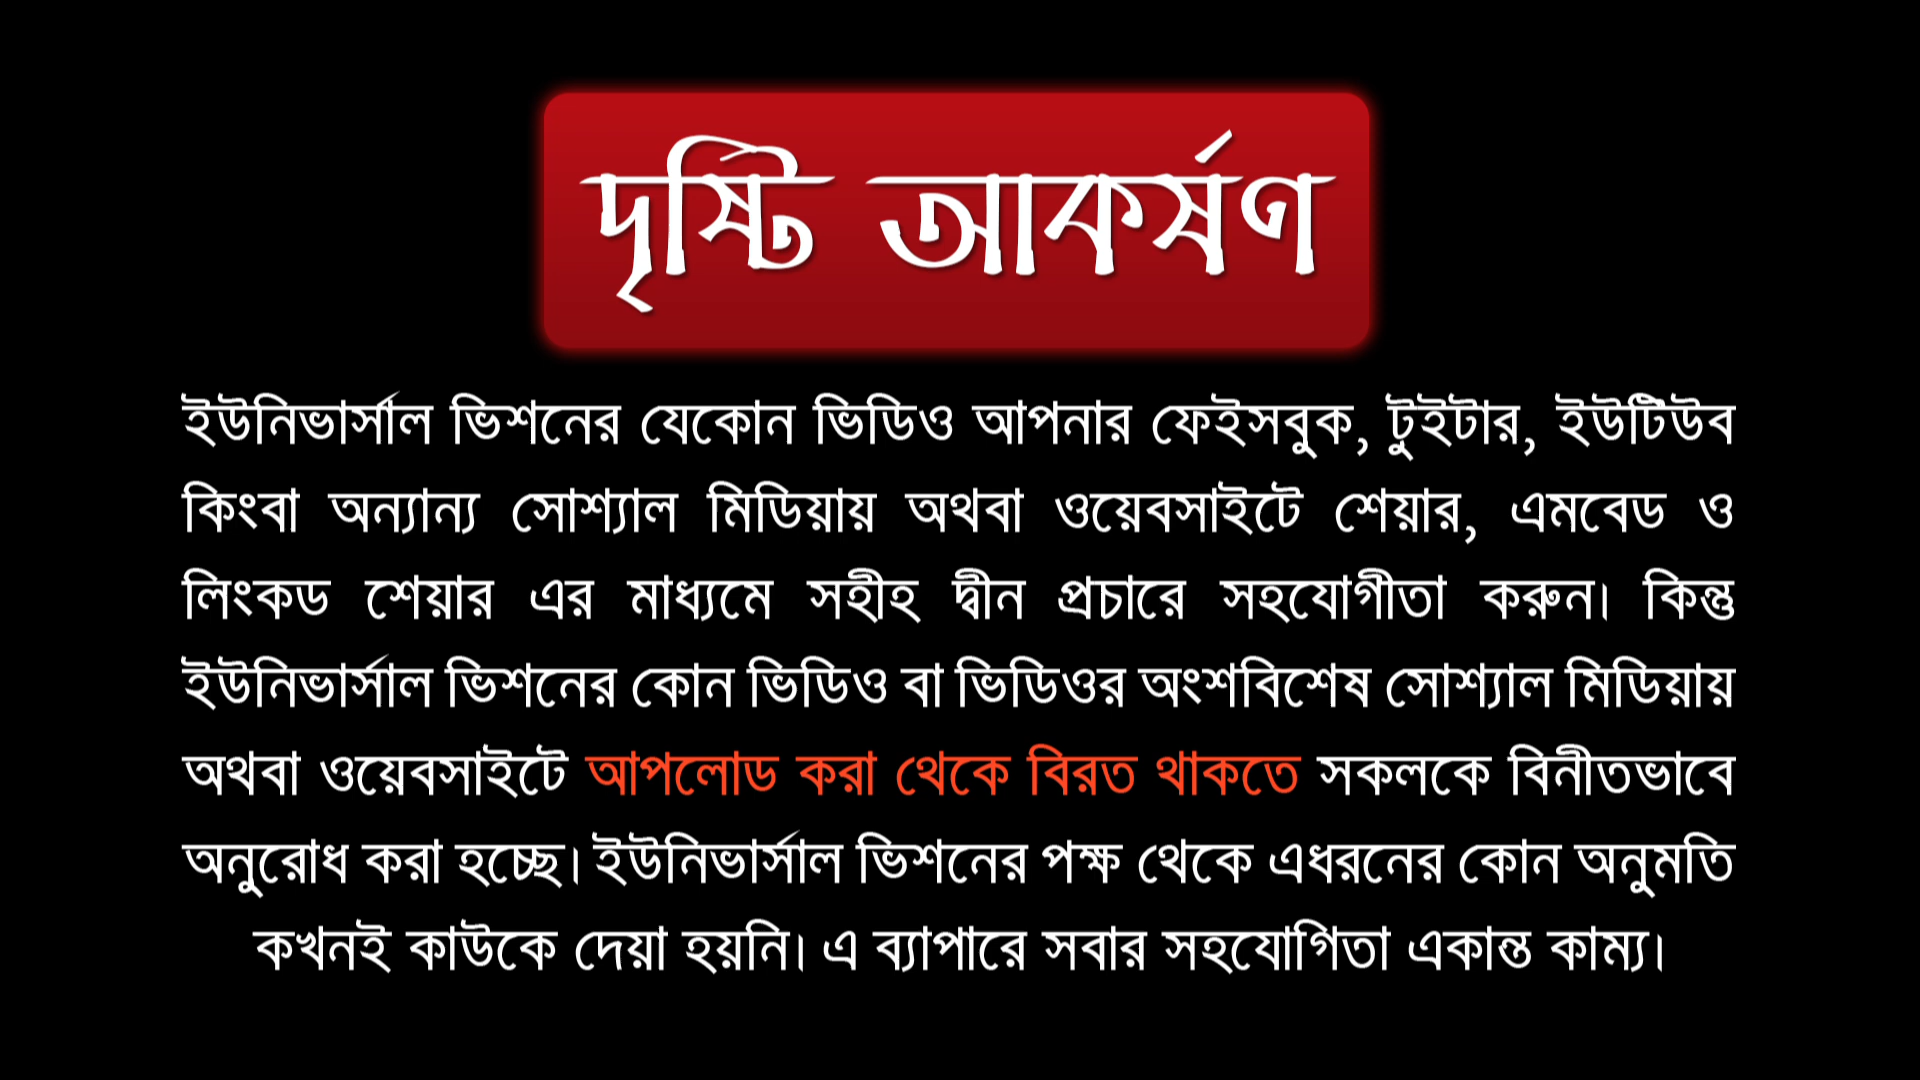 দৃষ্টি আকর্ষণ
ইউনিভার্সাল ভিশনের যেকোন ভিডিও আপনার ফেইসবুক, টুইটার, ইউটিউব
কিংবা অন্যান্য সোশ্যাল মিডিয়ায় অথবা ওয়েবসাইটে শেয়ার, এমবেড ও
লিংকড শেয়ার এর মাধ্যমে সহীহ দ্বীন প্রচারে সহযোগীতা করুন। কিন্তু
ইউনিভার্সাল ভিশনের কোন ভিডিও বা ভিডিওর অংশবিশেষ সোশ্যাল মিডিয়ায়
অথবা ওয়েবসাইটে আপলোড করা থেকে বিরত থাকতে সকলকে বিনীতভাবে
অনুরোধ করা হচ্ছে। ইউনিভার্সাল ভিশনের পক্ষ থেকে এধরনের কোন অনুমতি
কখনই কাউকে দেয়া হয়নি। এ ব্যাপারে সবার সহযোগিতা একান্ত কাম্য।